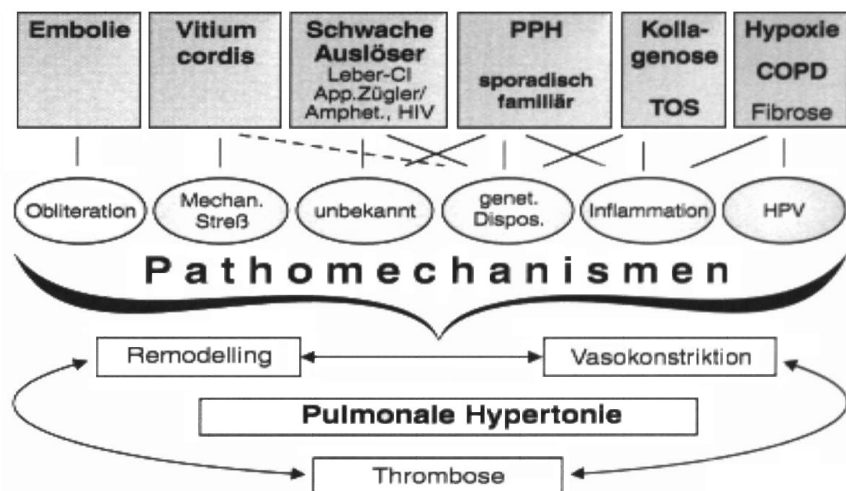 Embolie
Vitium
cordis
Schwache
Auslöser
Leber-CI
App.Zügler/
Amphet., HIV
PPH
sporadisch
familiär
Kolla-
genose
TOS
Hypoxie
COPD
Fibrose
Obliteration
Mechan.
Streß
unbekannt
genet.
Dispos.
Inflammation
HPV
Pathomechanismen
Remodelling
Vasokonstriktion
Pulmonale Hypertonie
Thrombose